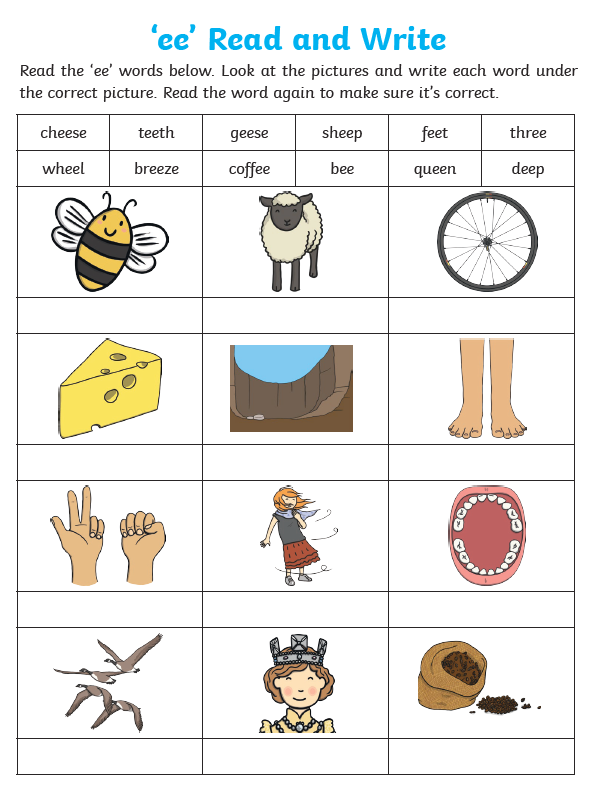 ‘ee’ Read and Write
Read the ‘ee’ words below. Look at the pictures and write each word under
the correct picture. Read the word again to make sure it’s correct.
cheese teeth geese sheep feet three
wheel breeze coffee bee queen deep